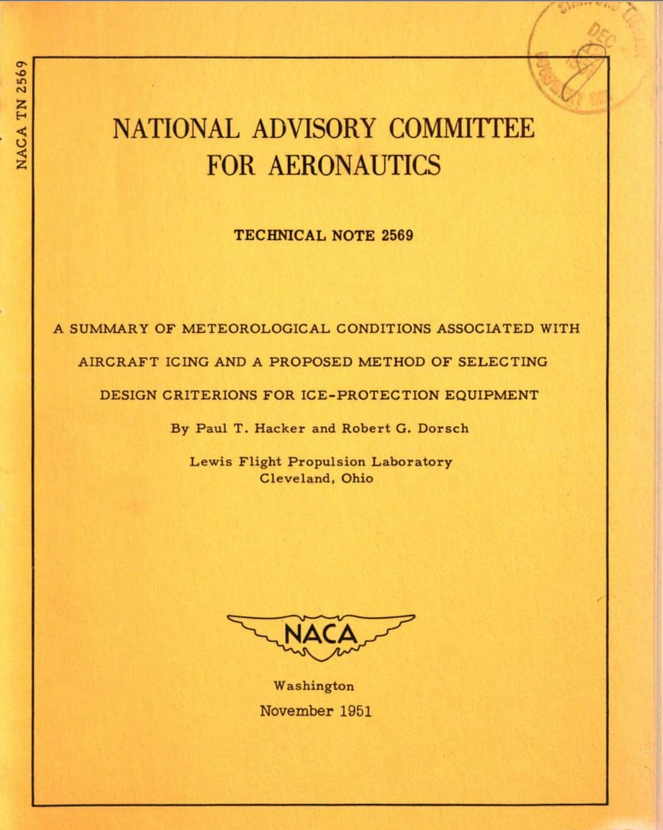 NACA TN 2569
NATIONAL ADVISORY COMMITTEE
FOR AERONAUTICS
TECHNICAL NOTE 2569
A SUMMARY OF METEOROLOGICAL CONDITIONS ASSOCIATED WITH
AIRCRAFT ICING AND A PROPOSED METHOD OF SELECTING
DESIGN CRITERIONS FOR ICE-PROTECTION EQUIPMENT
By Paul T. Hacker and Robert G. Dorsch
Lewis Flight Propulsion Laboratory
Cleveland, Ohio
NACA
Washington
November 1951
DEC